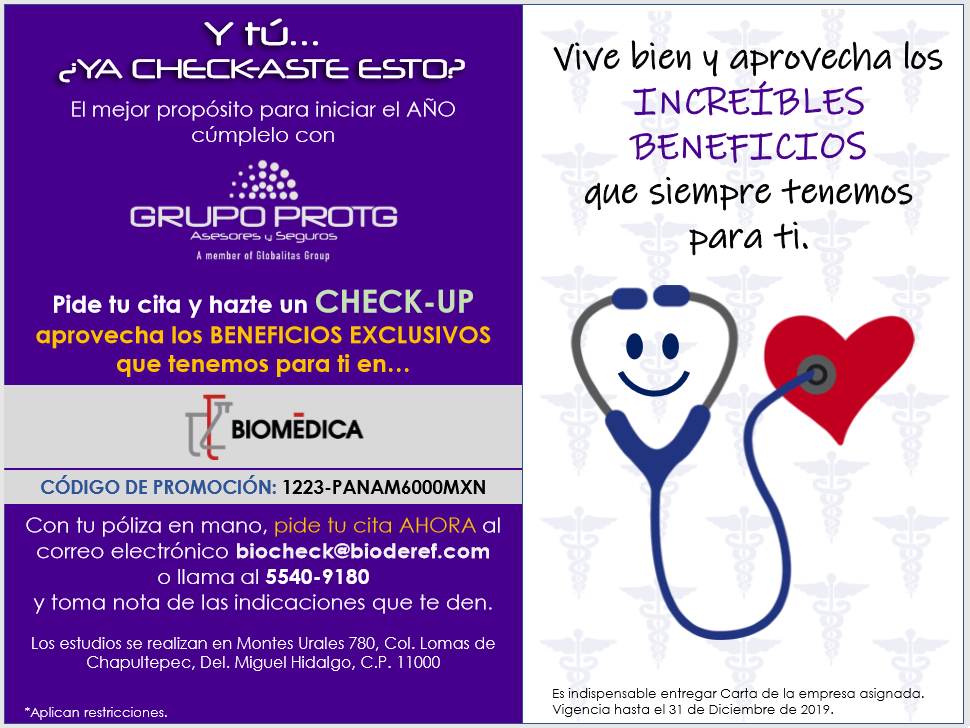 Y tú...
¿YA CHECK-ASTE ESTO?
El mejor propósito para iniciar el AÑO
cúmplelo con
GRUPO PROTG
Asesores y Seguros
A member of Globalitas Group
Pide tu cita y hazte un CHECK-UP
aprovecha los BENEFICIOS EXCLUSIVOS
que tenemos para ti en...
BIOMÉDICA
CÓDIGO DE PROMOCIÓN: 1223-PANAM6000MXN
Con tu póliza en mano, pide tu cita AHORA al
correo electrónico biocheck@bioderef.com
o llama al 5540-9180
y toma nota de las indicaciones que te den.
Los estudios se realizan en Montes Urales 780, Col. Lomas de
Chapultepec, Del. Miguel Hidalgo, C.P. 11000
*Aplican restricciones.
Vive bien y aprovecha los
INCREÍBLES
BENEFICIOS
que siempre tenemos
para ti.
Es indispensable entregar Carta de la empresa asignada.
Vigencia hasta el 31 de Diciembre de 2019.